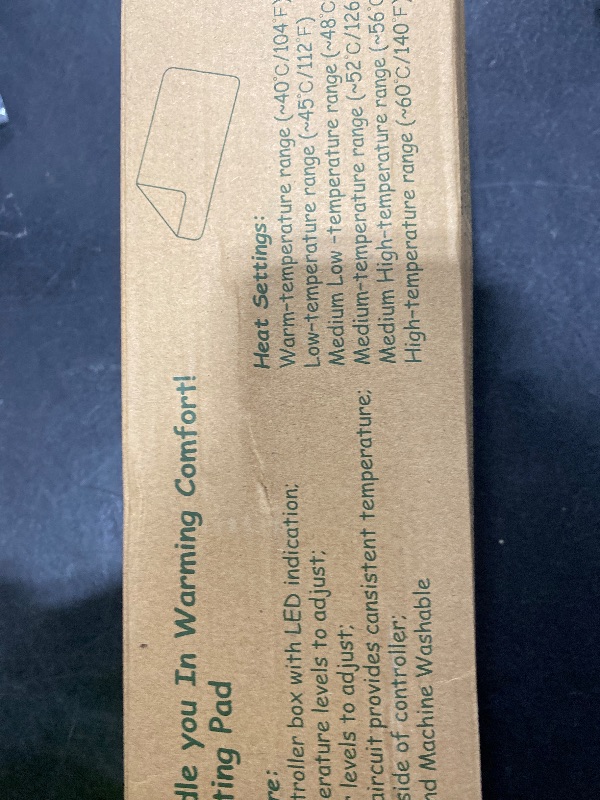 dle you In Warming Comfort!
ting Pad
re:
troller box with LED indication;
erature levels to adjust;
levels to adjust;
aircuit provides cansistent temperature;
side of controller;
nd Machine Washable
Heat Settings:
Warm-temperature range (~40°C/104°F)
Low-temperature range (~45°C/112°F)
Medium Low -temperature range (~48°C
Medium-temperature range (~52°C/126
Medium High-temperature range (~56°C
High-temperature range (~60°C/140°F)